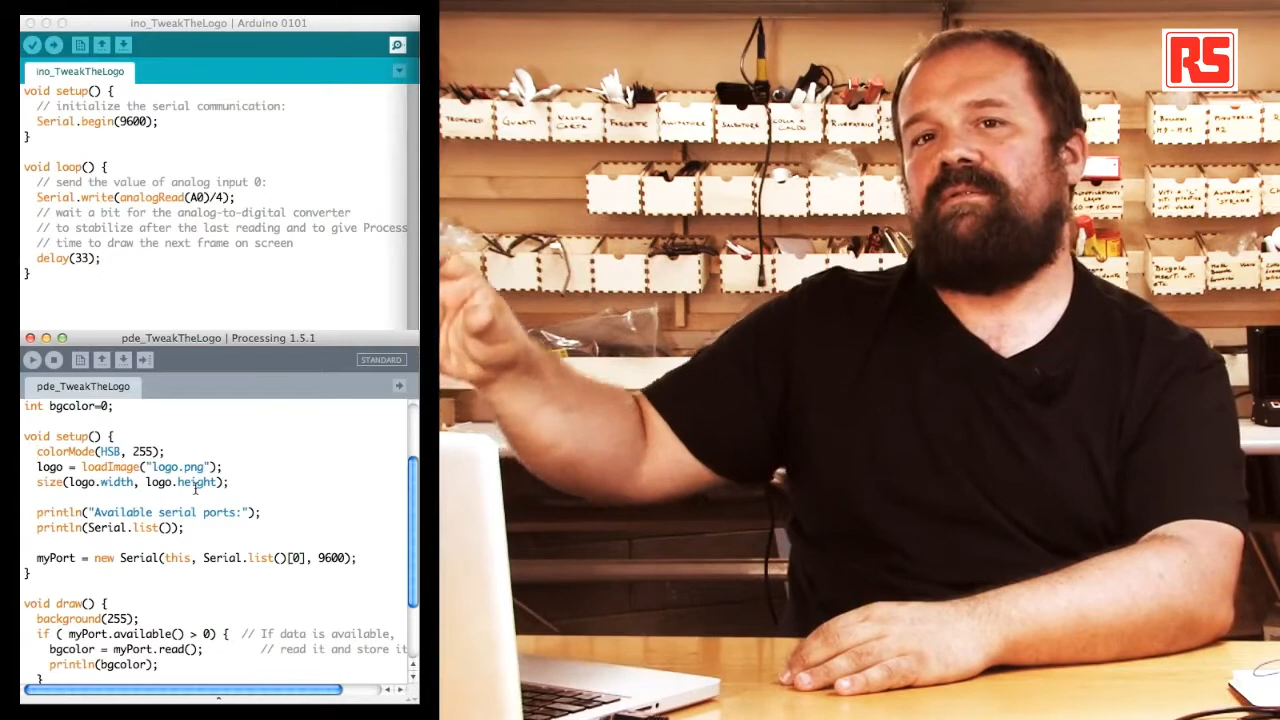 ino_TweakTheLogo | Arduino 0101
ino_TweakTheLogo
void setup() {
// initialize the serial communication:
Serial.begin(9600);
}
void loop() {
// send the value of analog input 0:
Serial.write(analogRead(A0)/4);
// wait a bit for the analog-to-digital converter
// to stabilize after the last reading and to give Process
// time to draw the next frame on screen
delay(33);
}
pde_TweakTheLogo | Processing 1.5.1
STANDARD
pde_TweakTheLogo
int bgcolor=0;
void setup() {
colorMode(HSB, 255);
logo = loadImage("logo.png");
size(logo.width, logo.height);
println("Available serial ports:");
println(Serial.list());
myPort = new Serial(this, Serial.list()[0], 9600);
}
void draw() {
background(255);
if ( myPort.available() > 0) { // If data is available,
bgcolor = myPort.read(); // read it and store it
println(bgcolor);
}
RS
GUANTI
FASCETTE